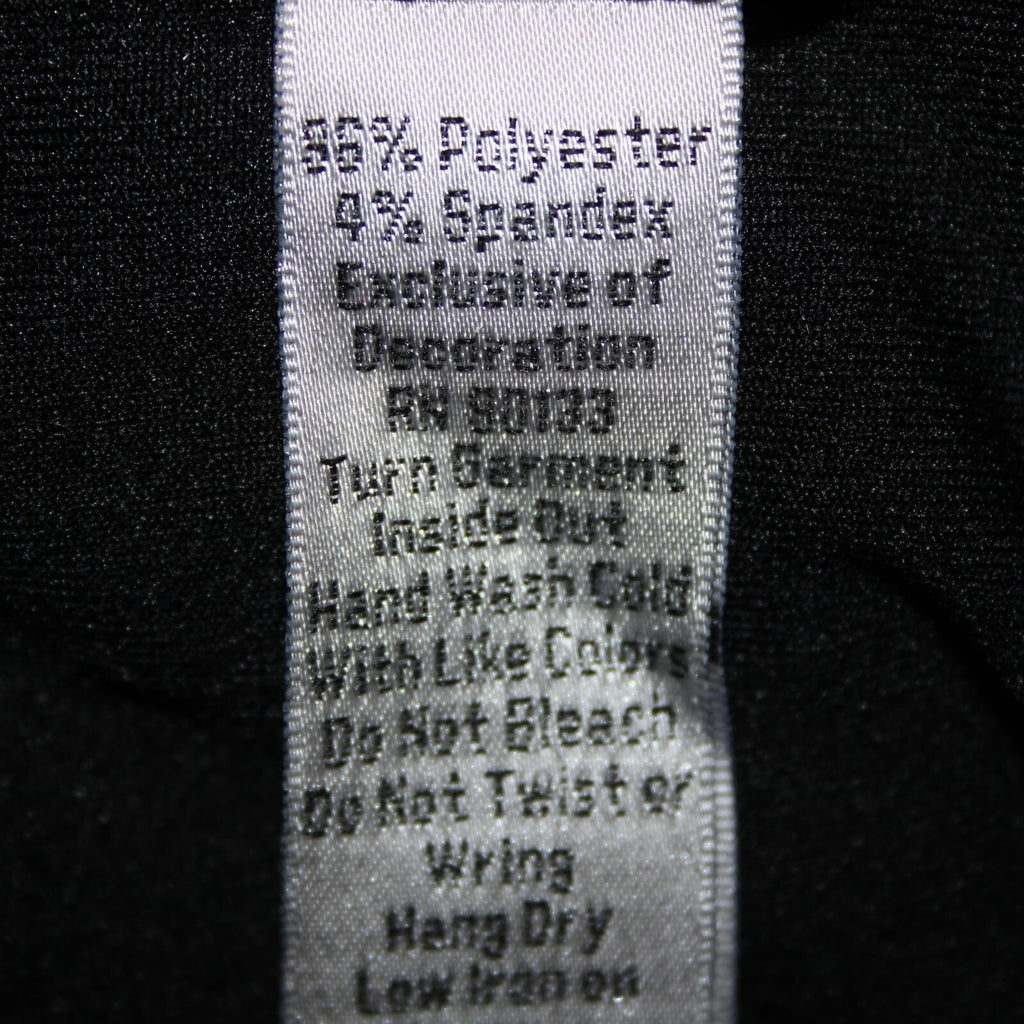 96% Polyester
4% Spandex
Exclusive of
Decoration
RN 90133
Turn Garment
Inside Out
Hand Wash Cold
With Like Colors
Do Not Bleach
Do Not Twist or
Wring
Hang Dry
Low Iron on